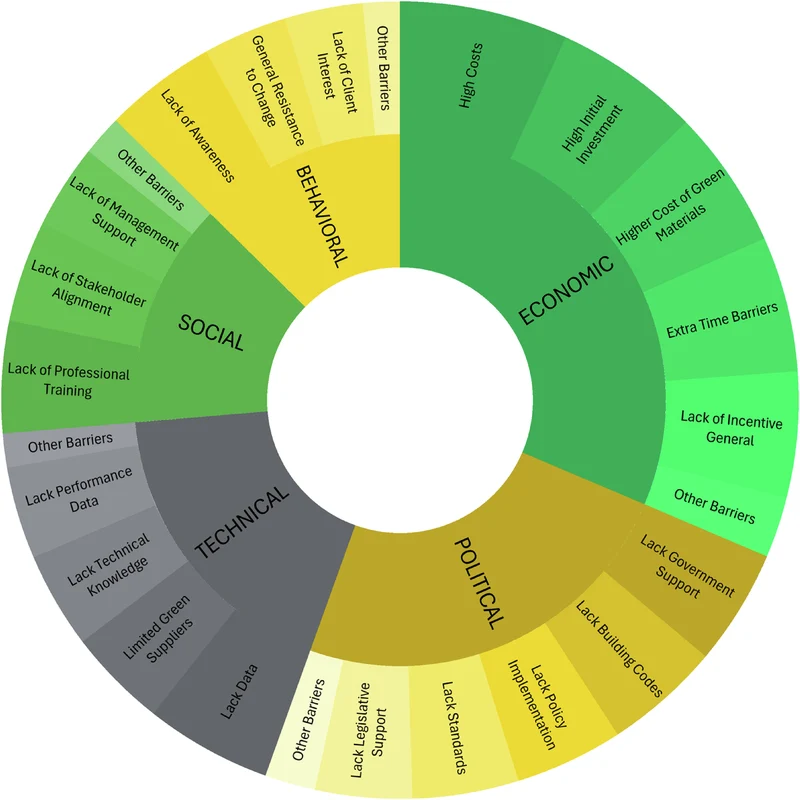 ECONOMIC
High Costs
High Initial
Investment
Higher Cost of Green
Materials
Extra Time Barriers
Lack of Incentive
General
Other Barriers
POLITICAL
Lack Government
Support
Lack Building Codes
Lack Policy
Implementation
Lack Standards
Lack Legislative
Support
Other Barriers
TECHNICAL
Lack Data
Limited Green
Suppliers
Lack Technical
Knowledge
Lack Performance
Data
Other Barriers
SOCIAL
Lack of Professional
Training
Lack of Stakeholder
Alignment
Lack of Management
Support
Other Barriers
BEHAVIORAL
Lack of Awareness
General Resistance
to Change
Lack of Client
Interest
Other Barriers